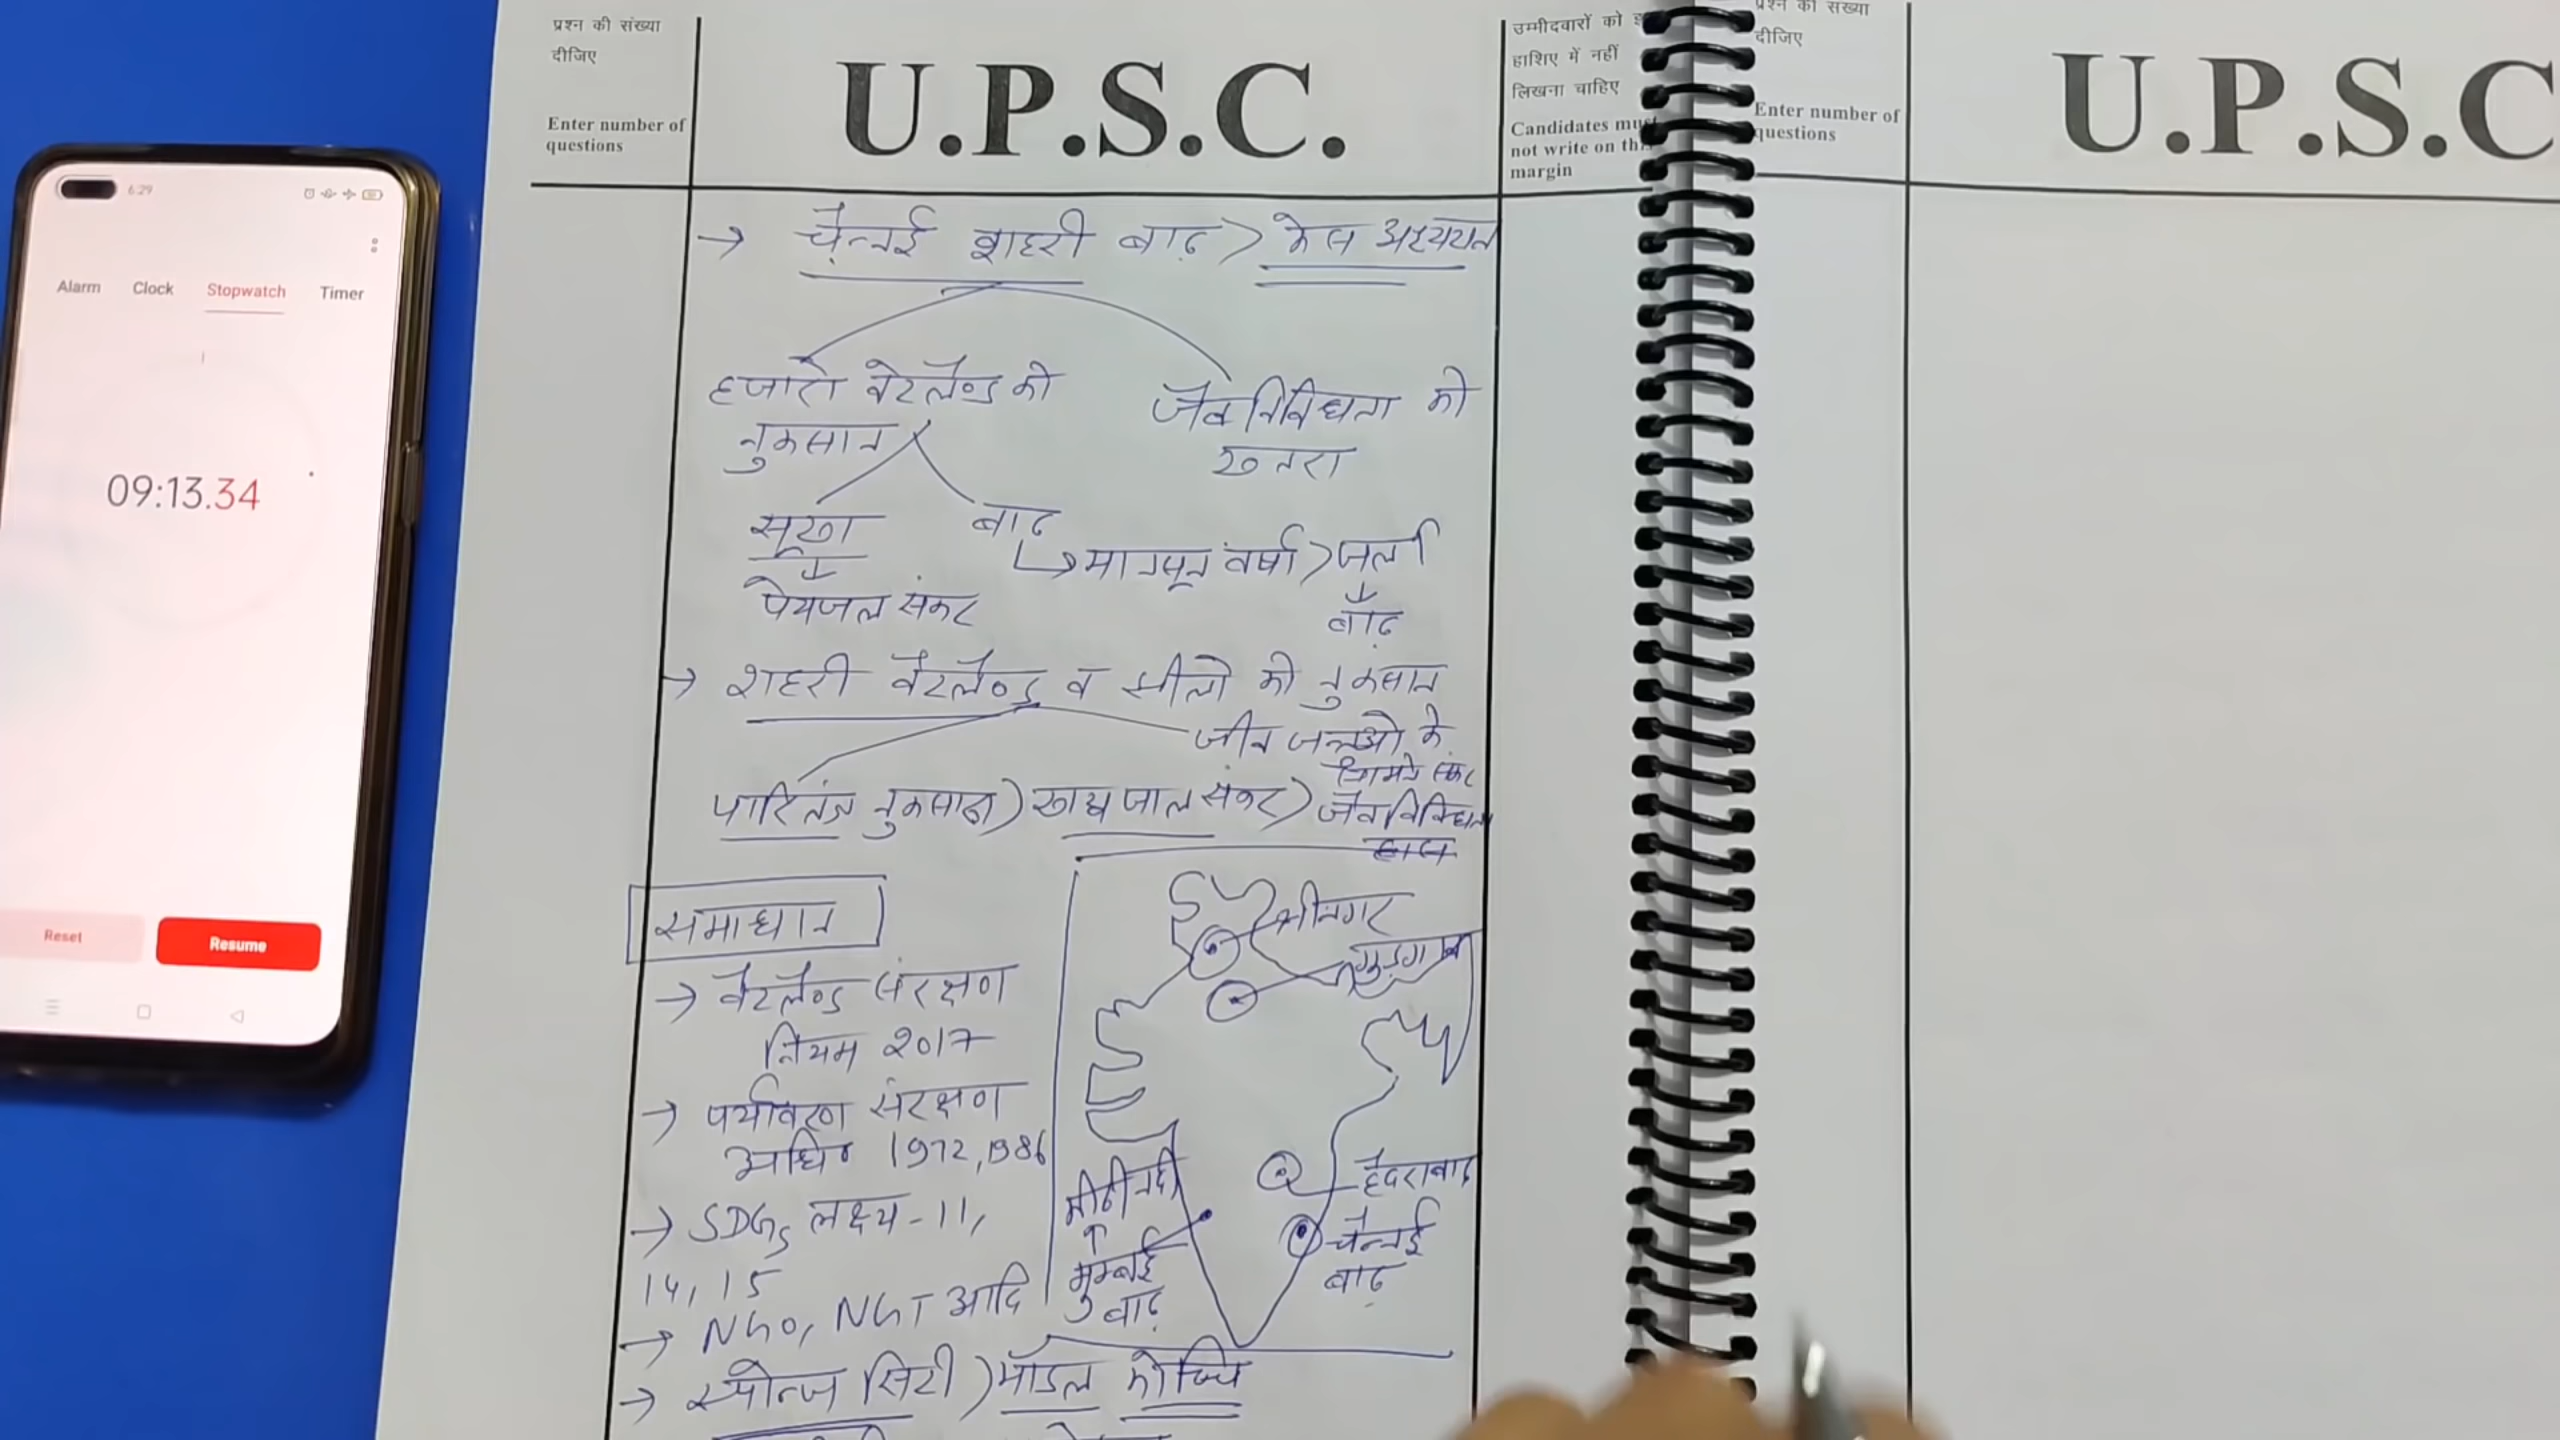 6:29
Alarm Clock Stopwatch Timer
09:13.34
Reset Resume
प्रश्न की संख्या
दीजिए
Enter number of
questions
U.P.S.C.
उम्मीदवारों को
हाशिए में नहीं
लिखना चाहिए
Candidates must
not write on this
margin
→ चेन्नई शहरी बाढ़ > केस अध्ययन
हजारो वेटलैण्ड को
नुकसान
जैव विविधता को
खतरा
सूखा
पेयजल संकट
बाढ़
↳ मानसून वर्षा > जल
↓
बाढ़
→ शहरी वेटलैण्ड व झीलो को नुकसान
जीव जन्तुओ के
सामने संकट
पारितंत्र नुकसान > खाद्य जाल संकट > जैव विविधता
ह्रास
समाधान
→ वेटलैण्ड संरक्षण
नियम 2017
→ पर्यावरण संरक्षण
अधि० 1972, 1986
→ SDGs लक्ष्य - 11,
14, 15
→ NGO, NGT आदि
→ स्पोन्ज सिटी > मॉडल कोच्चि
श्रीनगर
गुड़गांव
मीठी नदी
↑
मुम्बई
बाढ़
हैदराबाद
चेन्नई
बाढ़
प्रश्न की संख्या
दीजिए
Enter number of
questions
U.P.S.C